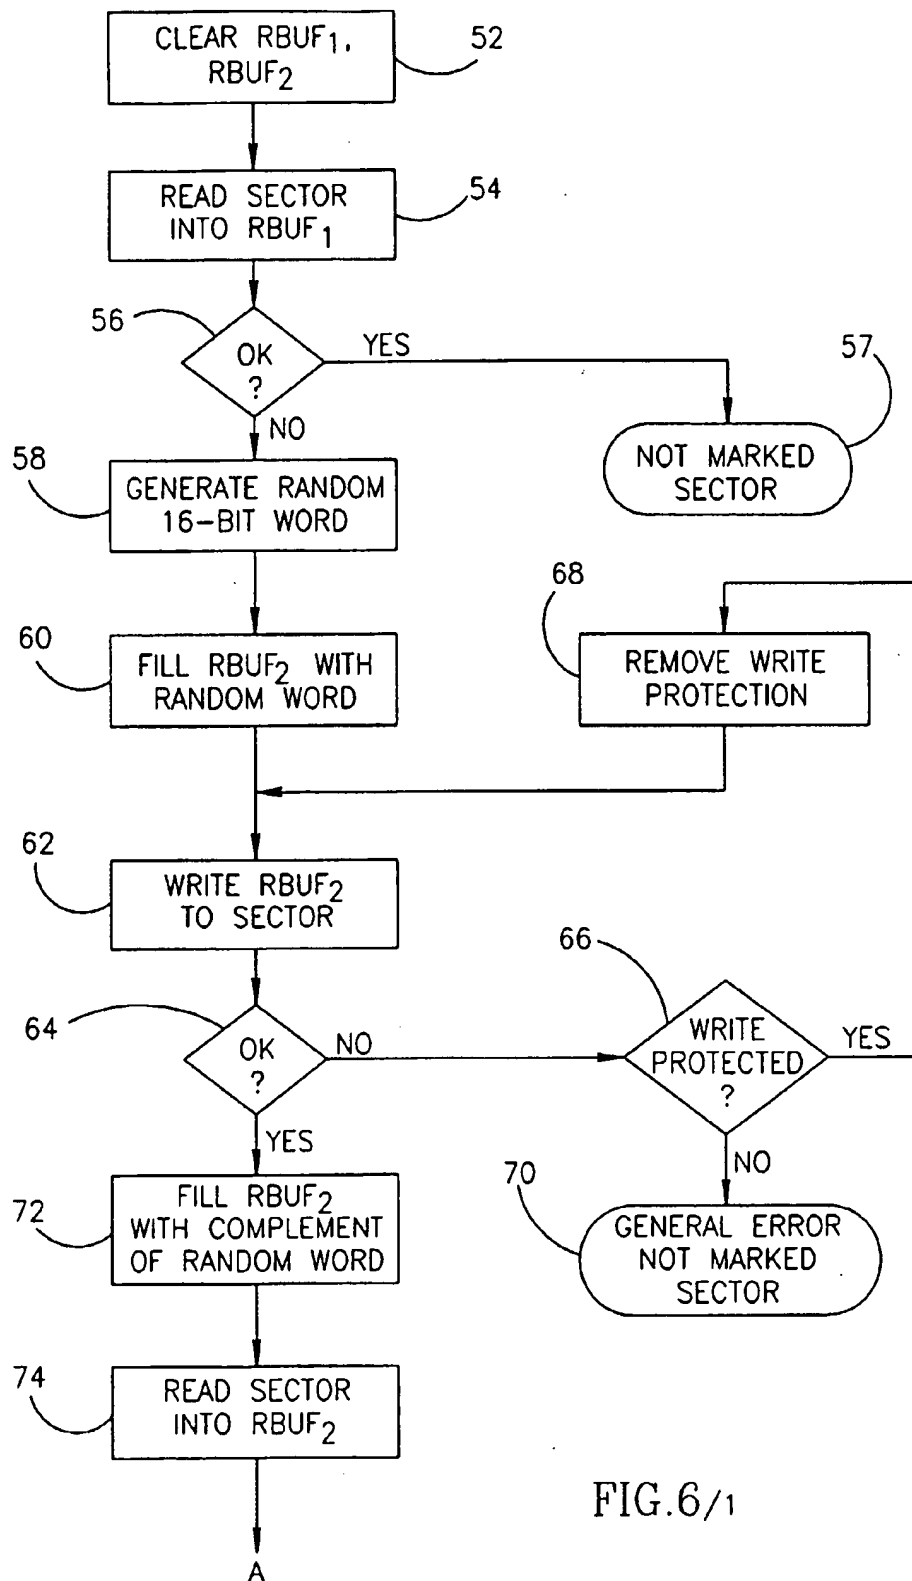 CLEAR RBUF1,
RBUF2
52
READ SECTOR
INTO RBUF1
54
56
OK
?
YES
NO
57
NOT MARKED
SECTOR
58
GENERATE RANDOM
16-BIT WORD
68
REMOVE WRITE
PROTECTION
60
FILL RBUF2 WITH
RANDOM WORD
62
WRITE RBUF2
TO SECTOR
64
OK
?
NO
YES
66
WRITE
PROTECTED
?
YES
NO
72
FILL RBUF2
WITH COMPLEMENT
OF RANDOM WORD
70
GENERAL ERROR
NOT MARKED
SECTOR
74
READ SECTOR
INTO RBUF2
A
FIG.6/1